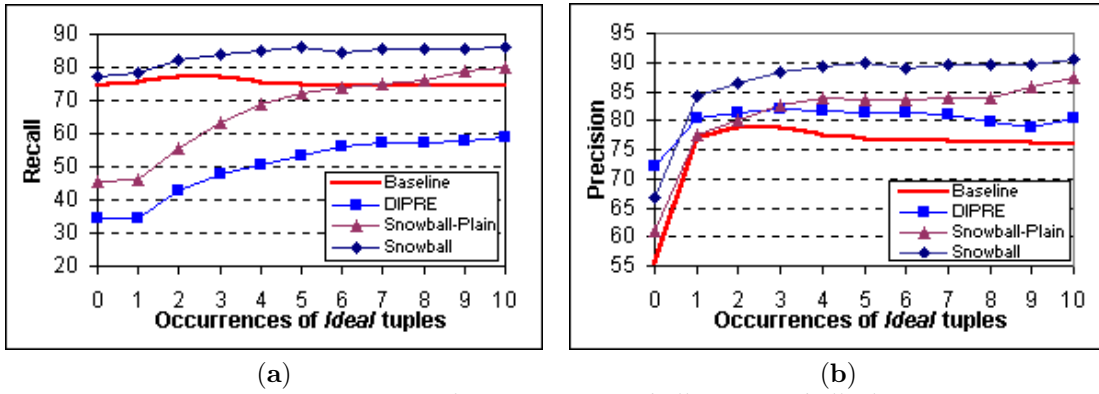 90
80
70
60
50
40
30
20
Recall
Baseline
DIPRE
Snowball-Plain
Snowball
0 1 2 3 4 5 6 7 8 9 10
Occurrences of Ideal tuples
(a)
95
90
85
80
75
70
65
60
55
Precision
Baseline
DIPRE
Snowball-Plain
Snowball
0 1 2 3 4 5 6 7 8 9 10
Occurrences of Ideal tuples
(b)